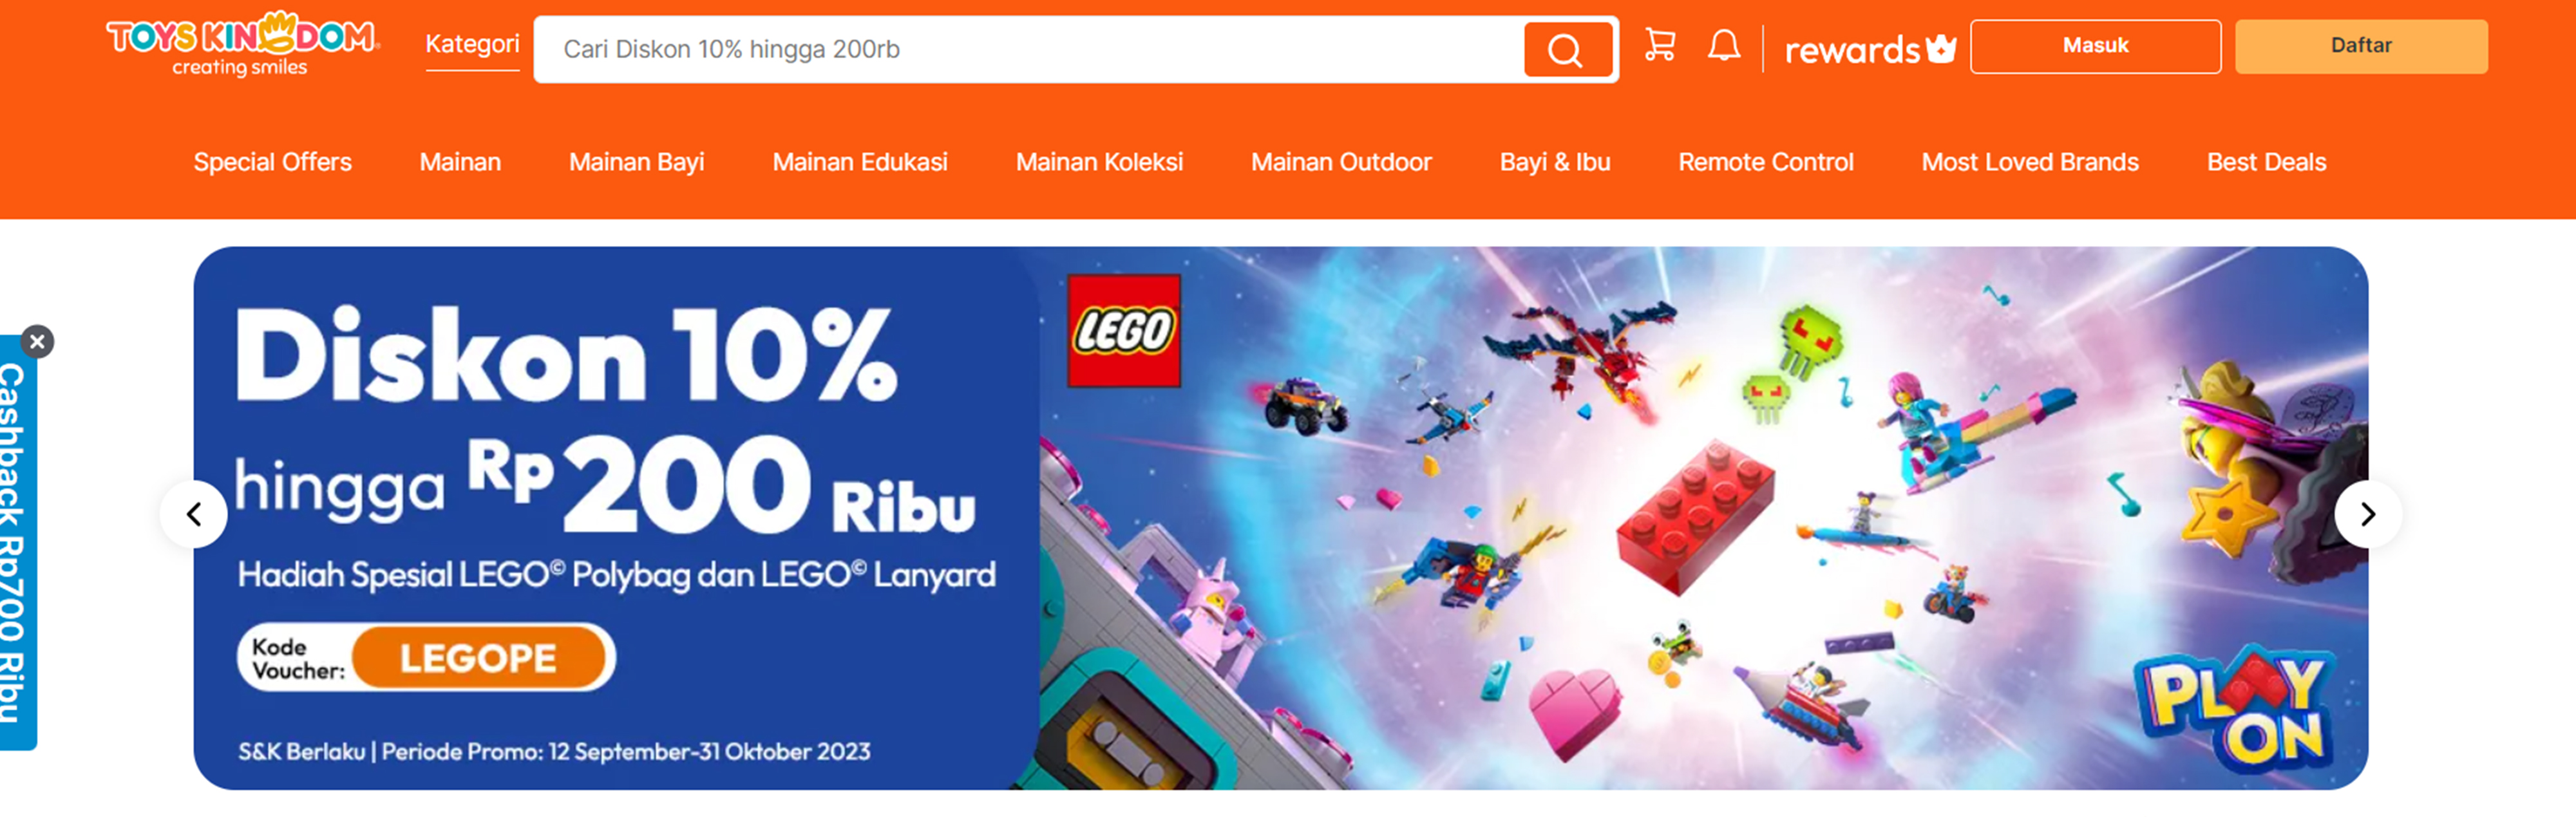 TOYS KINGDOM
creating smiles
Kategori
Cari Diskon 10% hingga 200rb
rewards
Masuk
Daftar
Special Offers
Mainan
Mainan Bayi
Mainan Edukasi
Mainan Koleksi
Mainan Outdoor
Bayi & Ibu
Remote Control
Most Loved Brands
Best Deals
Cashback Rp700 Ribu
Diskon 10%
hingga Rp200 Ribu
Hadiah Spesial LEGO© Polybag dan LEGO© Lanyard
Kode
Voucher:
LEGOPE
S&K Berlaku | Periode Promo: 12 September-31 Oktober 2023
LEGO
PLAY
ON